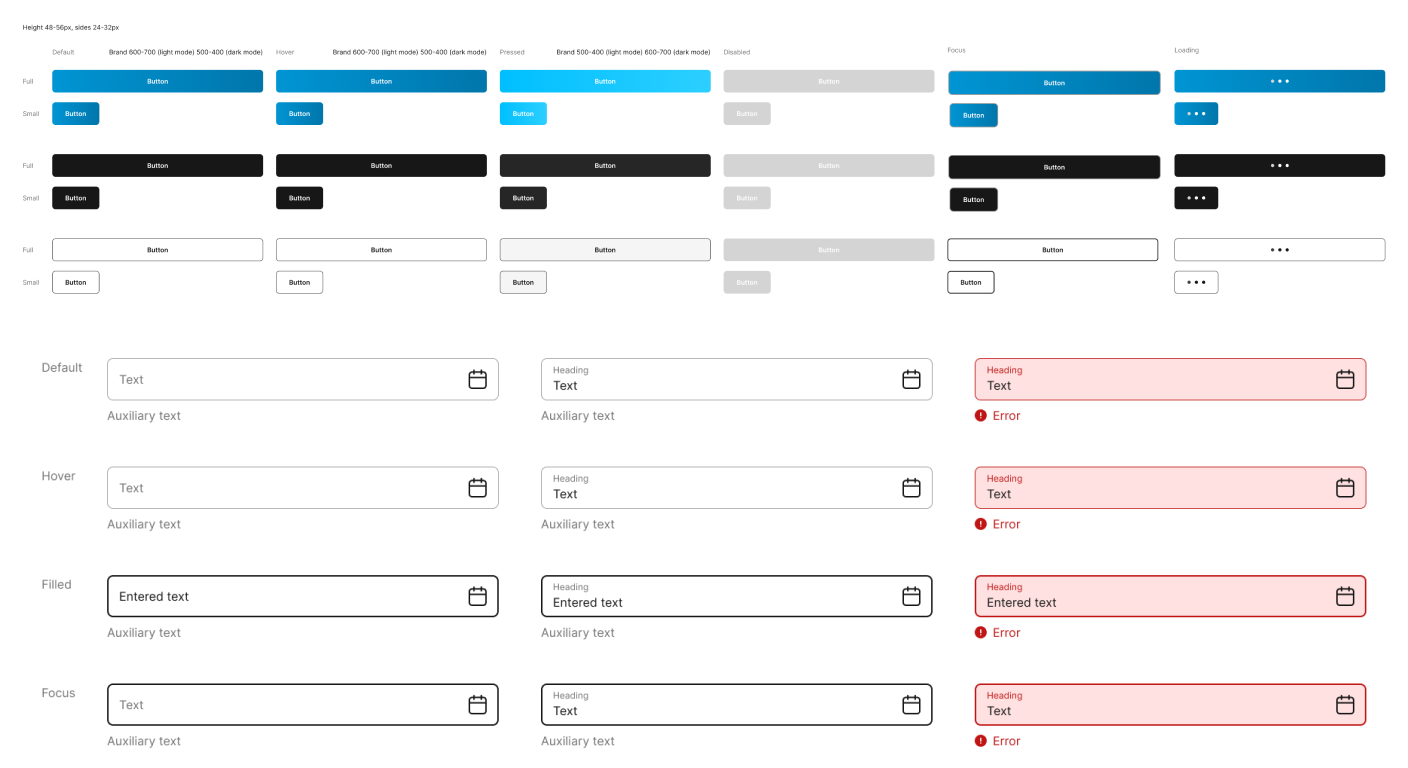 Height 48-56px, sides 24-32px
Default Brand 600-700 (light mode) 500-400 (dark mode) Hover Brand 600-700 (light mode) 500-400 (dark mode) Pressed Brand 500-400 (light mode) 600-700 (dark mode) Disabled Focus Loading
Full Button Button Button Button Button
Small Button Button Button Button Button
Full Button Button Button Button Button
Small Button Button Button Button Button
Full Button Button Button Button Button
Small Button Button Button Button Button
Default Text Heading Heading
Text Text
Auxiliary text Auxiliary text Error
Hover Text Heading Heading
Text Text
Auxiliary text Auxiliary text Error
Filled Entered text Heading Heading
Entered text Entered text
Auxiliary text Auxiliary text Error
Focus Text Heading Heading
Text Text
Auxiliary text Auxiliary text Error